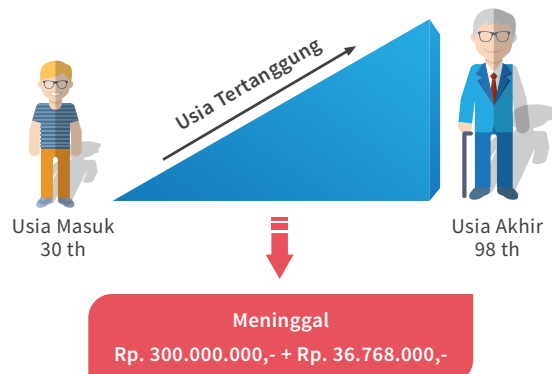 Usia Tertanggung
Usia Masuk
30 th
Usia Akhir
98 th
Meninggal
Rp. 300.000.000,- + Rp. 36.768.000,-